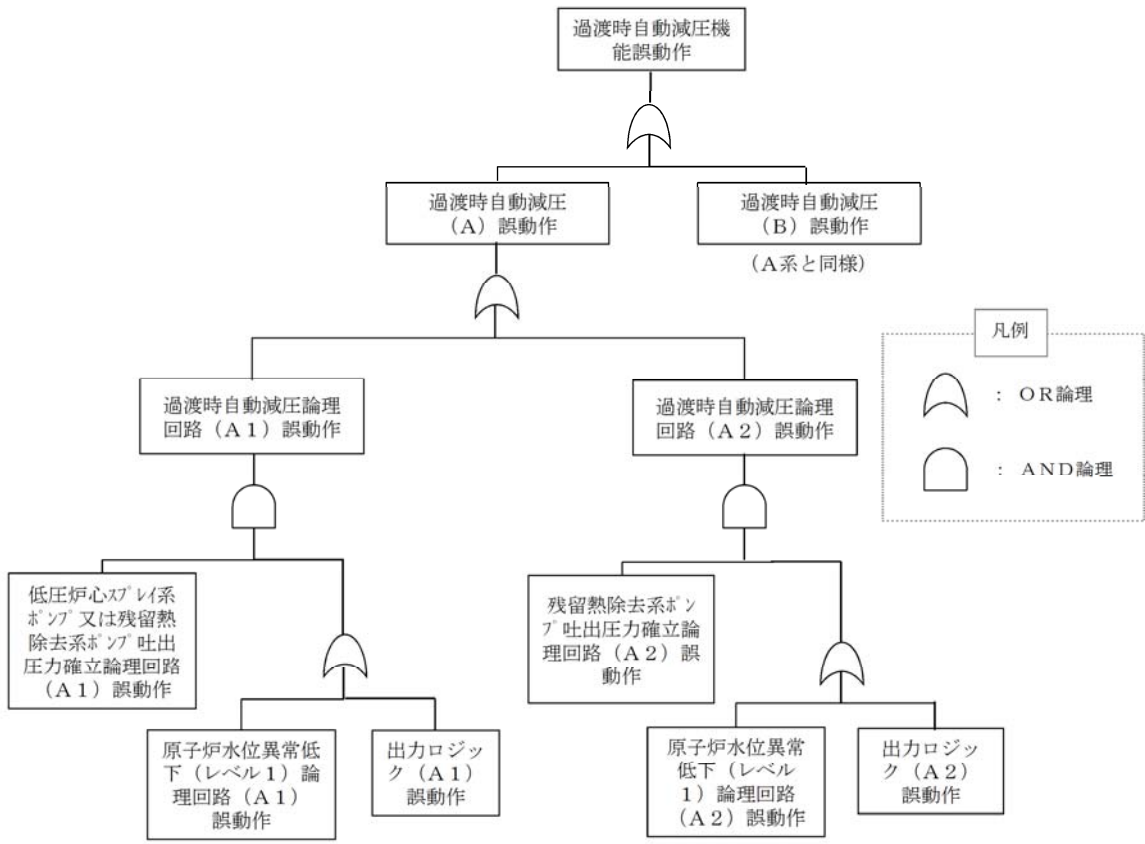 過渡時自動減圧機
能誤動作
過渡時自動減圧
(A)誤動作
過渡時自動減圧
(B)誤動作
(A系と同様)
凡例
: OR論理
: AND論理
過渡時自動減圧論理
回路(A1)誤動作
過渡時自動減圧論理
回路(A2)誤動作
低圧炉心ｽﾌﾟﾚｲ系
ﾎﾟﾝﾌﾟ又は残留熱
除去系ﾎﾟﾝﾌﾟ吐出
圧力確立論理回路
(A1)誤動作
残留熱除去系ﾎﾟﾝ
ﾌﾟ吐出圧力確立論
理回路(A2)誤
動作
原子炉水位異常低
下(レベル1)論
理回路(A1)
誤動作
出力ロジッ
ク(A1)
誤動作
原子炉水位異常
低下(レベル
1)論理回路
(A2)誤動作
出力ロジッ
ク(A2)
誤動作